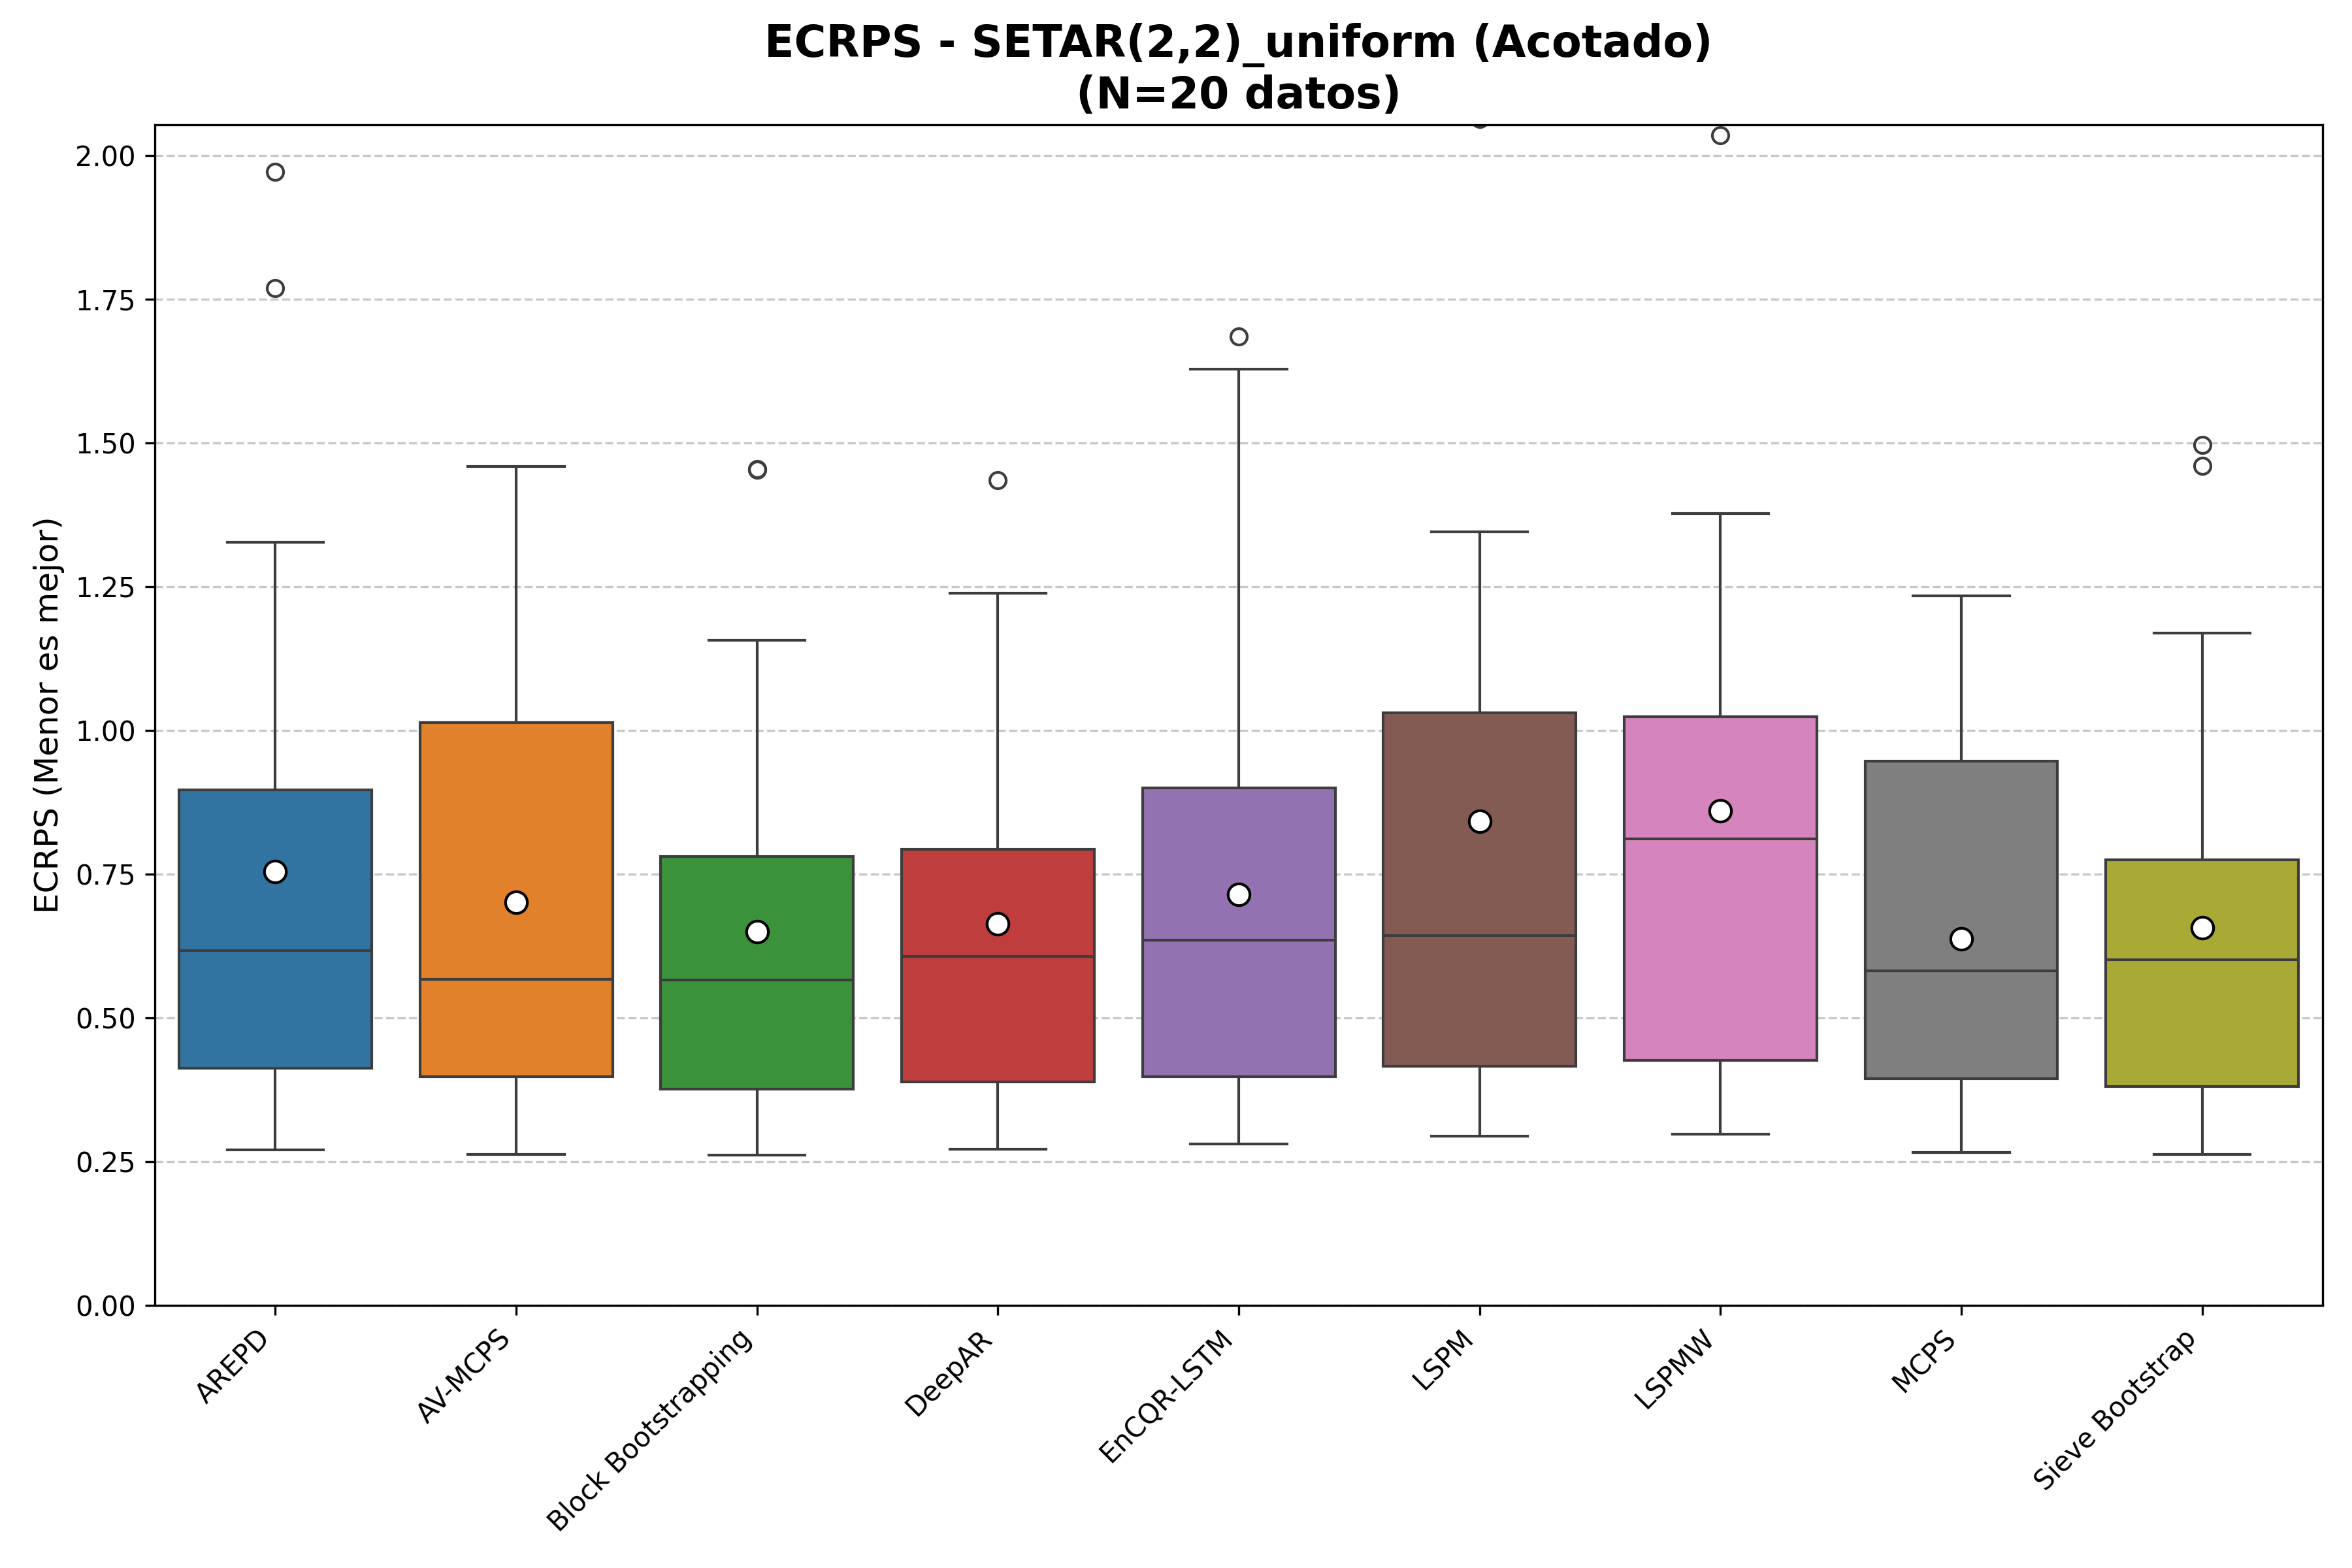 ECRPS - SETAR(2,2)_uniform (Acotado)
(N=20 datos)
ECRPS (Menor es mejor)
2.00
1.75
1.50
1.25
1.00
0.75
0.50
0.25
0.00
AREPD
AV-MCPS
Block Bootstrapping
DeepAR
EnCQR-LSTM
LSPM
LSPMW
MCPS
Sieve Bootstrap